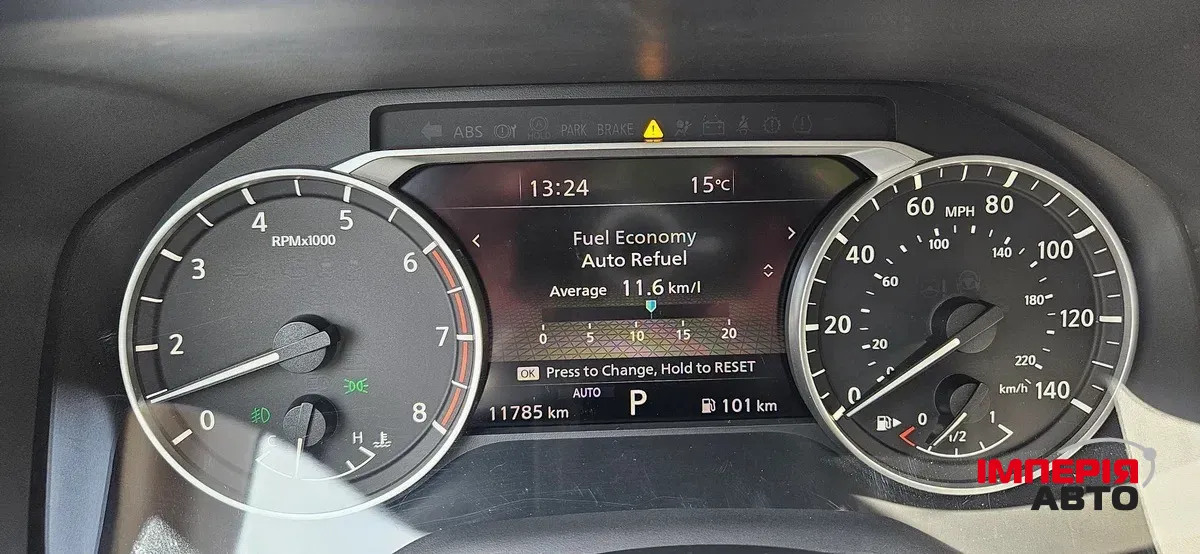 ABS PARK BRAKE
13:24 15°C
Fuel Economy
Auto Refuel
Average 11.6 km/l
0 5 10 15 20
OK Press to Change, Hold to RESET
AUTO
11785 km P 101 km
RPMx1000
0 2 3 4 5 6 7 8
C H
MPH
0 20 40 60 80 100 120 140
0 20 60 100 140 180 220
km/h
0 1/2 1
ІМПЕРІЯ
АВТО